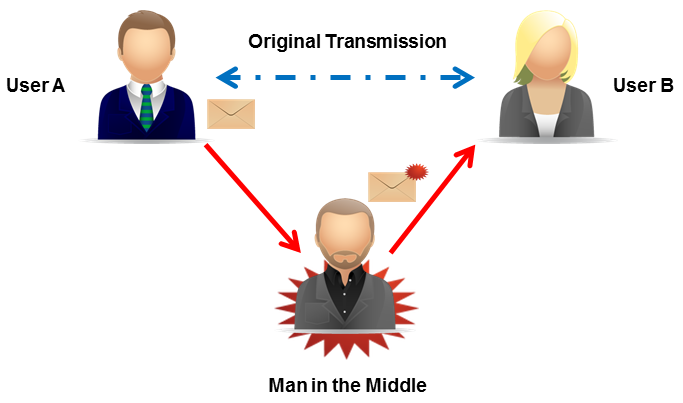 Original Transmission
User A
User B
Man in the Middle